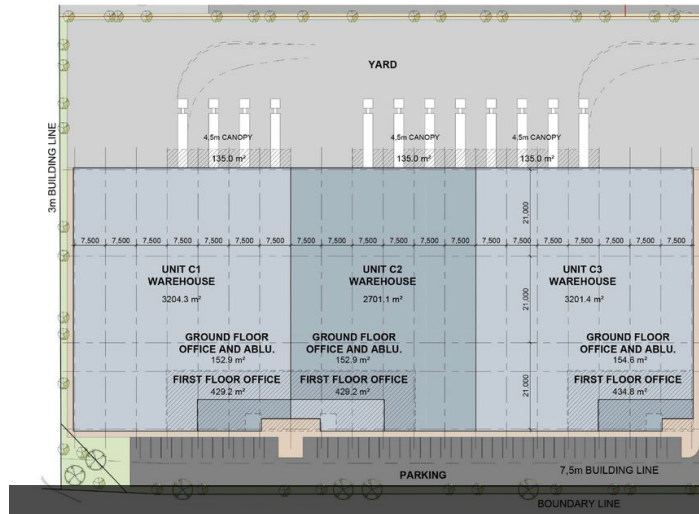 YARD
4,5m CANOPY
135.0 m²
4,5m CANOPY
135.0 m²
4,5m CANOPY
135.0 m²
3m BUILDING LINE
21,000
7,500 7,500 7,500 7,500 7,500 7,500 7,500 7,500 7,500 7,500 7,500 7,500 7,500 7,500 7,500 7,500 7,500 7,500 7,500 7,500
UNIT C1
WAREHOUSE
3204.3 m²
UNIT C2
WAREHOUSE
2701.1 m²
UNIT C3
WAREHOUSE
3201.4 m²
21,000
GROUND FLOOR
OFFICE AND ABLU.
152.9 m²
GROUND FLOOR
OFFICE AND ABLU.
152.9 m²
GROUND FLOOR
OFFICE AND ABLU.
154.6 m²
FIRST FLOOR OFFICE
429.2 m²
FIRST FLOOR OFFICE
429.2 m²
FIRST FLOOR OFFICE
434.8 m²
21,000
7,5m BUILDING LINE
PARKING
BOUNDARY LINE